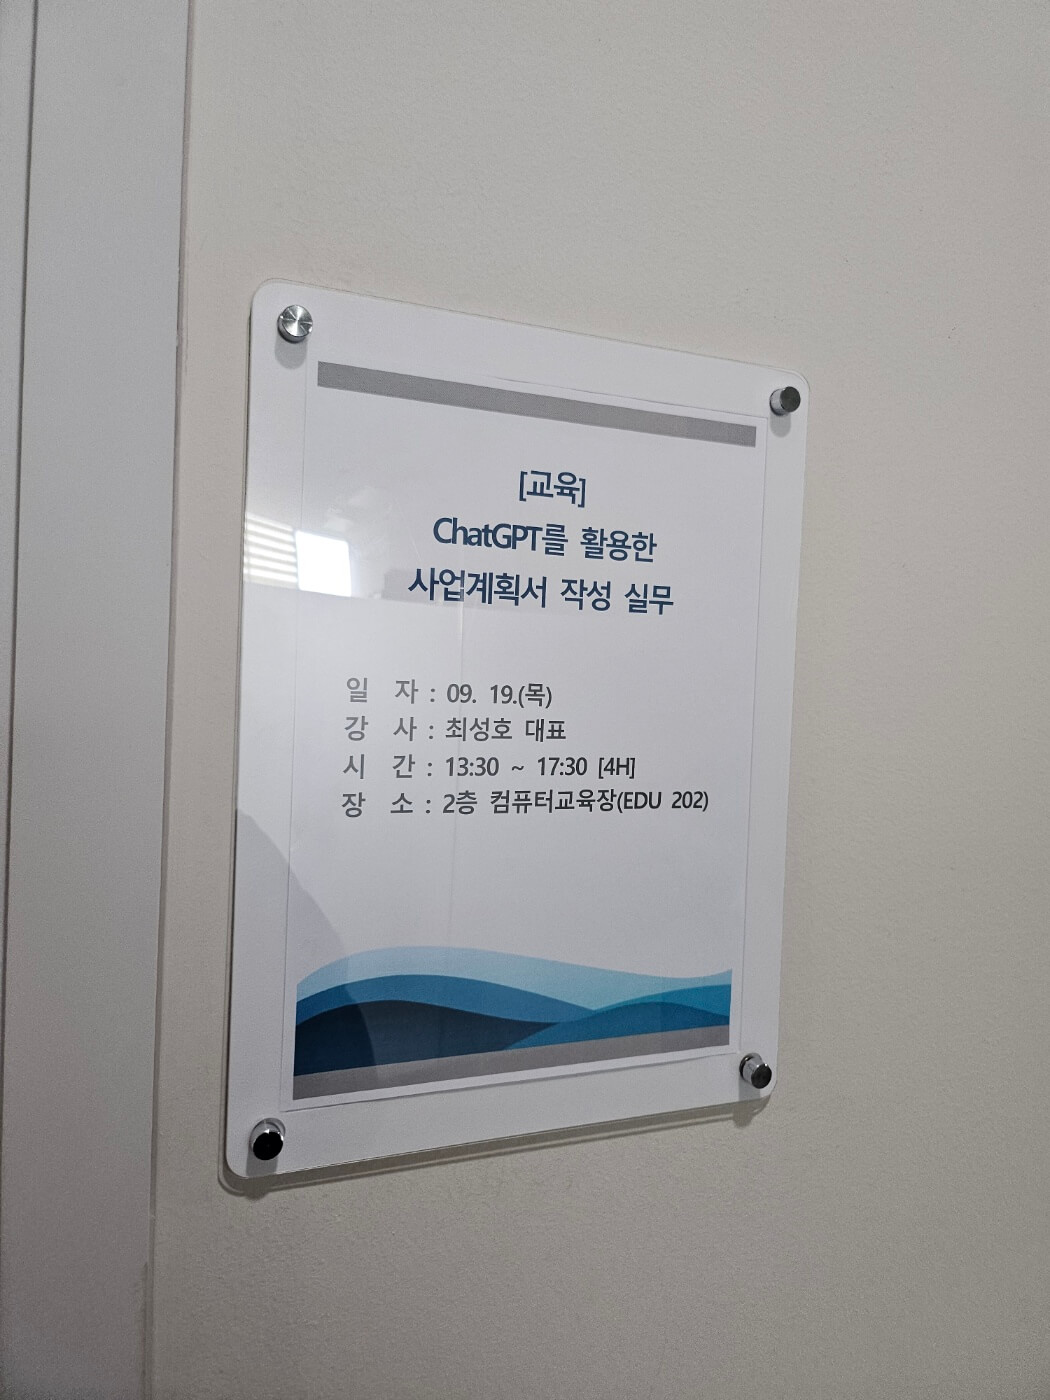 [교육]
ChatGPT를 활용한
사업계획서 작성 실무
일 자 : 09. 19.(목)
강 사 : 최성호 대표
시 간 : 13:30 ~ 17:30 [4H]
장 소 : 2층 컴퓨터교육장(EDU 202)